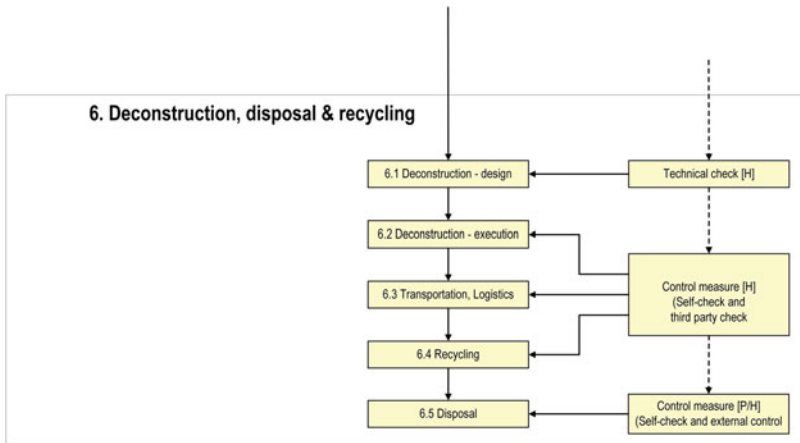 6. Deconstruction, disposal & recycling
6.1 Deconstruction - design
Technical check [H]
6.2 Deconstruction - execution
6.3 Transportation, Logistics
Control measure [H]
(Self-check and
third party check
6.4 Recycling
6.5 Disposal
Control measure [P/H]
(Self-check and external control